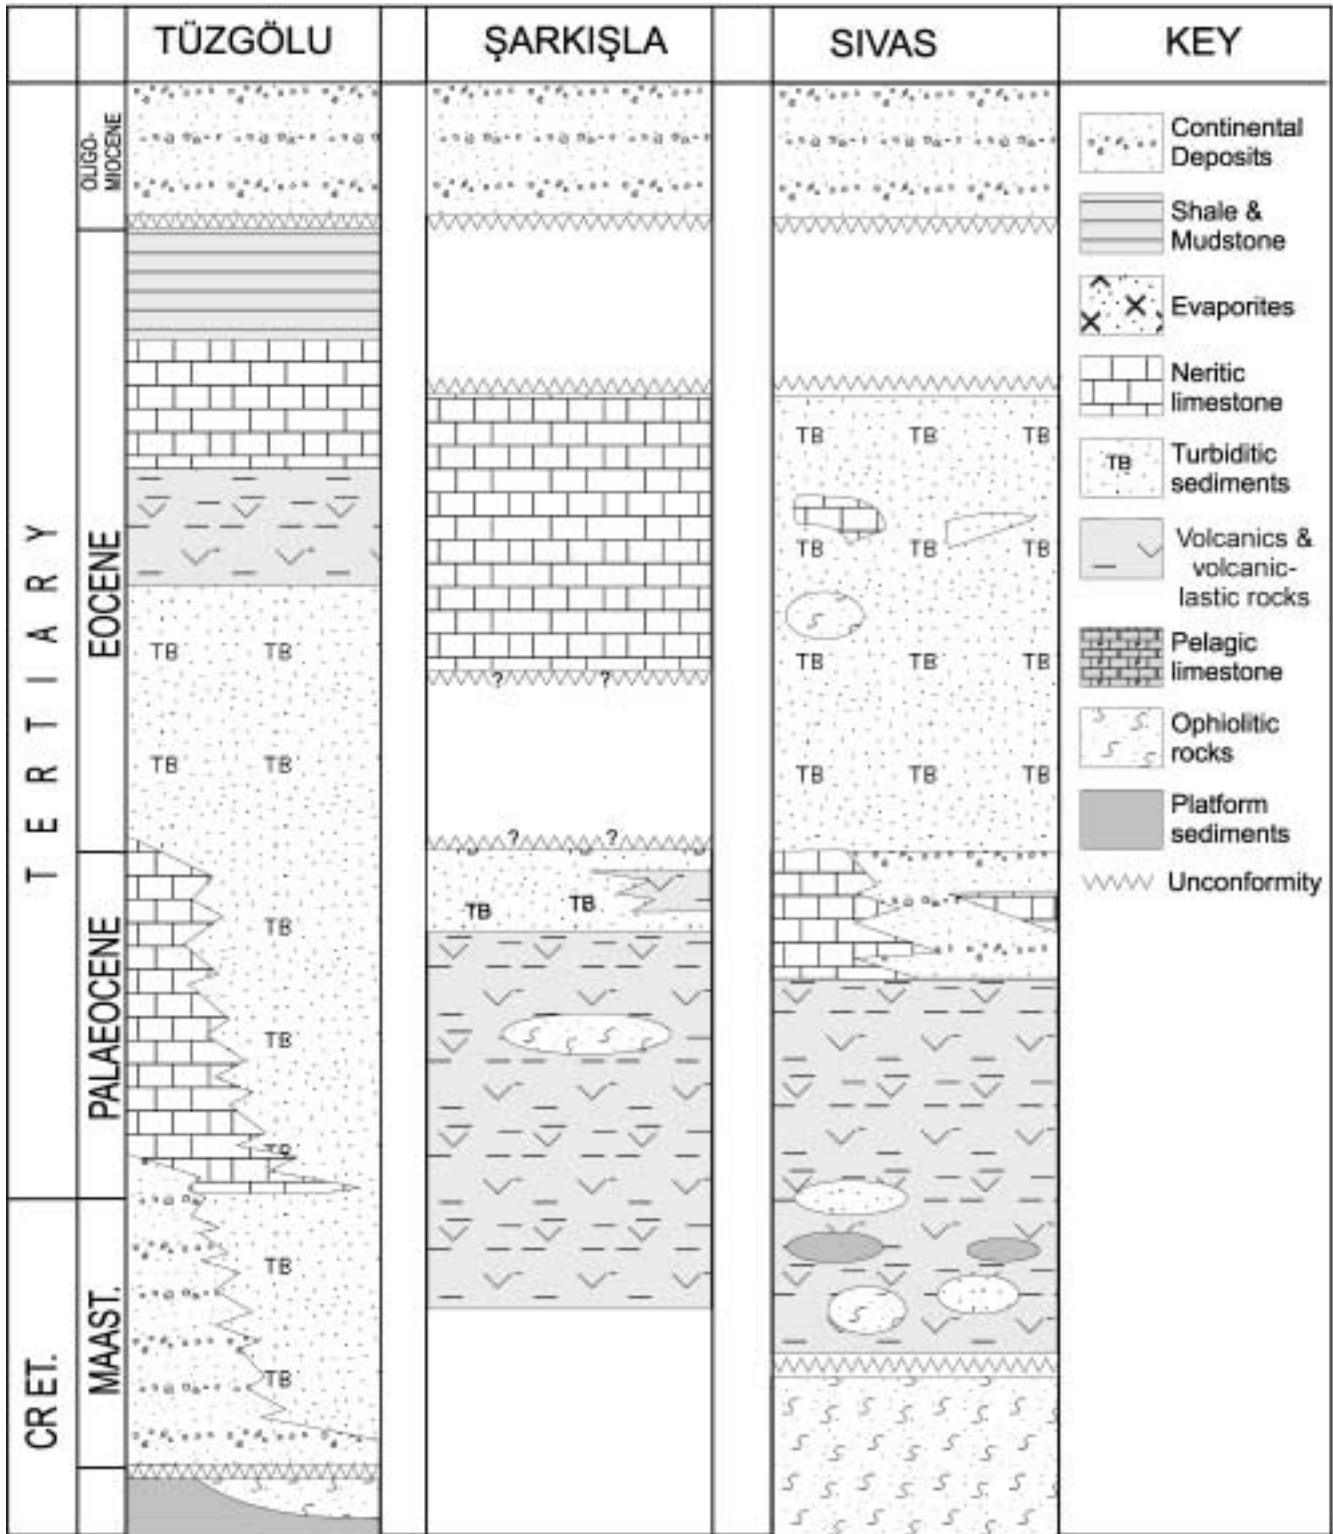 TÜZGÖLU
ŞARKIŞLA
SIVAS
KEY
TERTIARY
CRET.
OLIGO-
MIOCENE
EOCENE
PALAEOCENE
MAAST.
TB TB
TB TB
TB
TB
TB
TB
TB
? ?
? ?
TB TB
TB TB TB
TB TB TB
TB TB TB
TB TB TB
Continental
Deposits
Shale &
Mudstone
Evaporites
Neritic
limestone
TB
Turbiditic
sediments
Volcanics &
volcanic-
lastic rocks
Pelagic
limestone
Ophiolitic
rocks
Platform
sediments
Unconformity